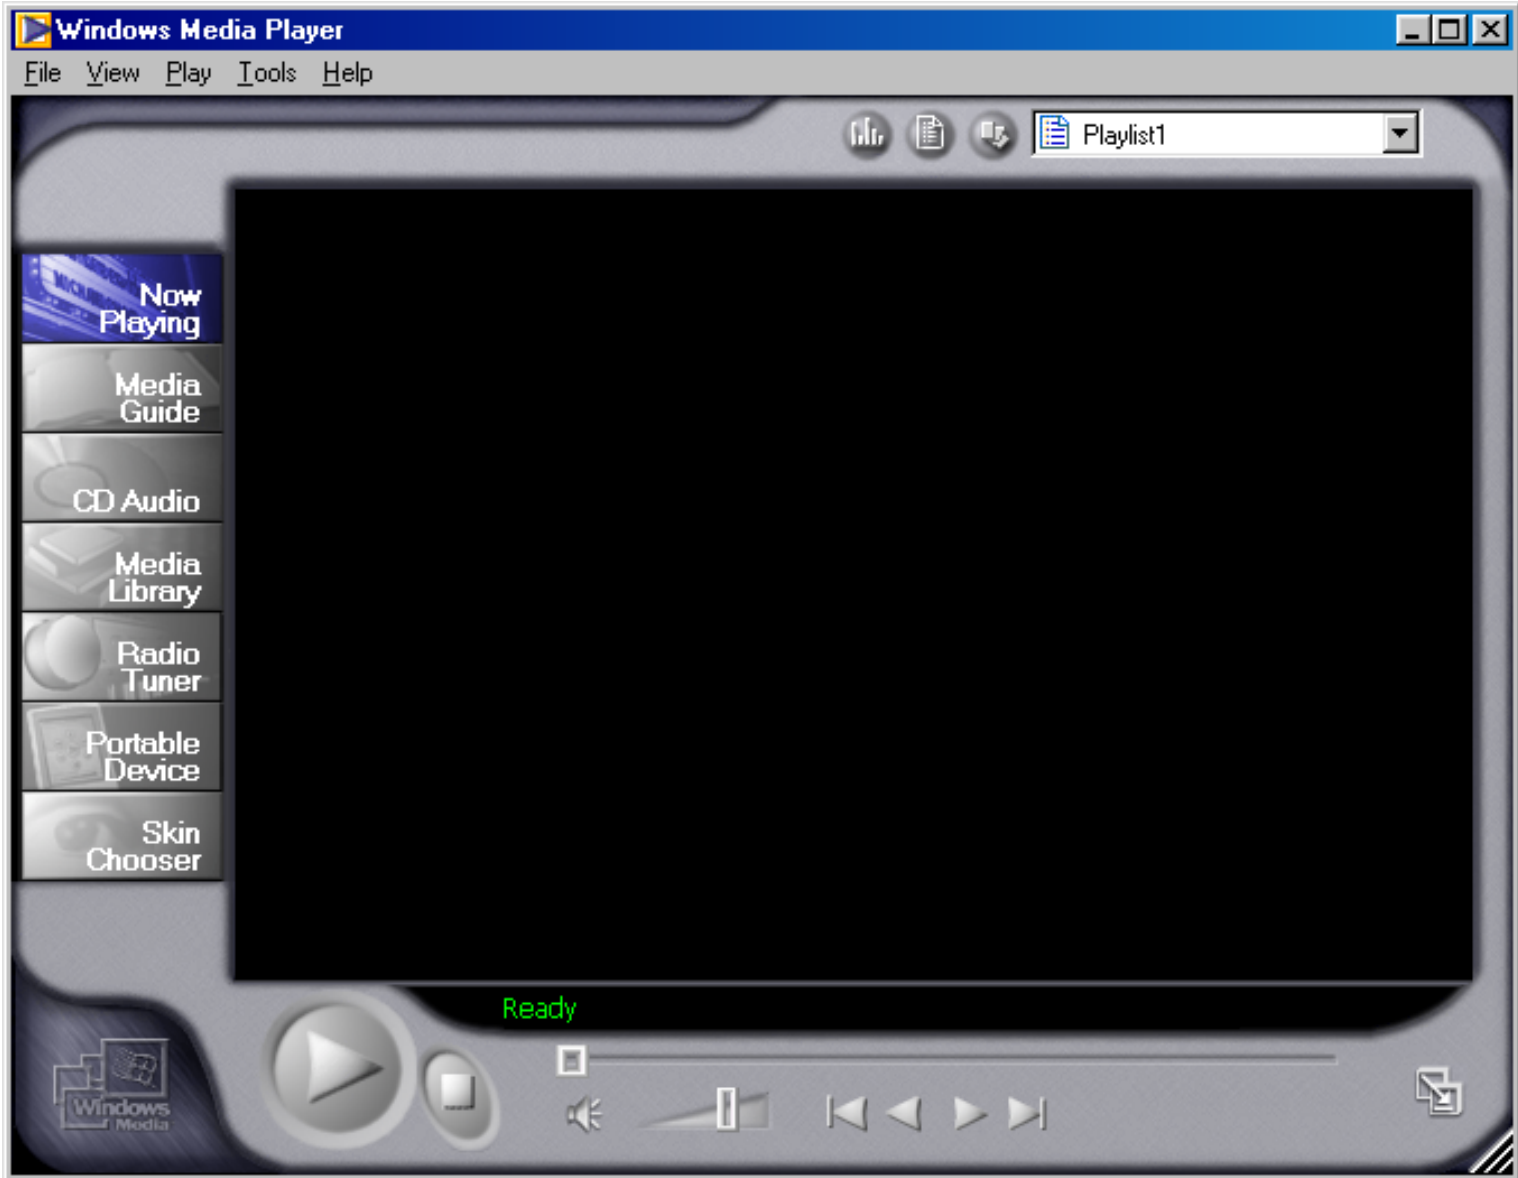 Windows Media Player
File View Play Tools Help
Playlist1
Now
Playing
Media
Guide
CD Audio
Media
Library
Radio
Tuner
Portable
Device
Skin
Chooser
Ready
Windows
Media